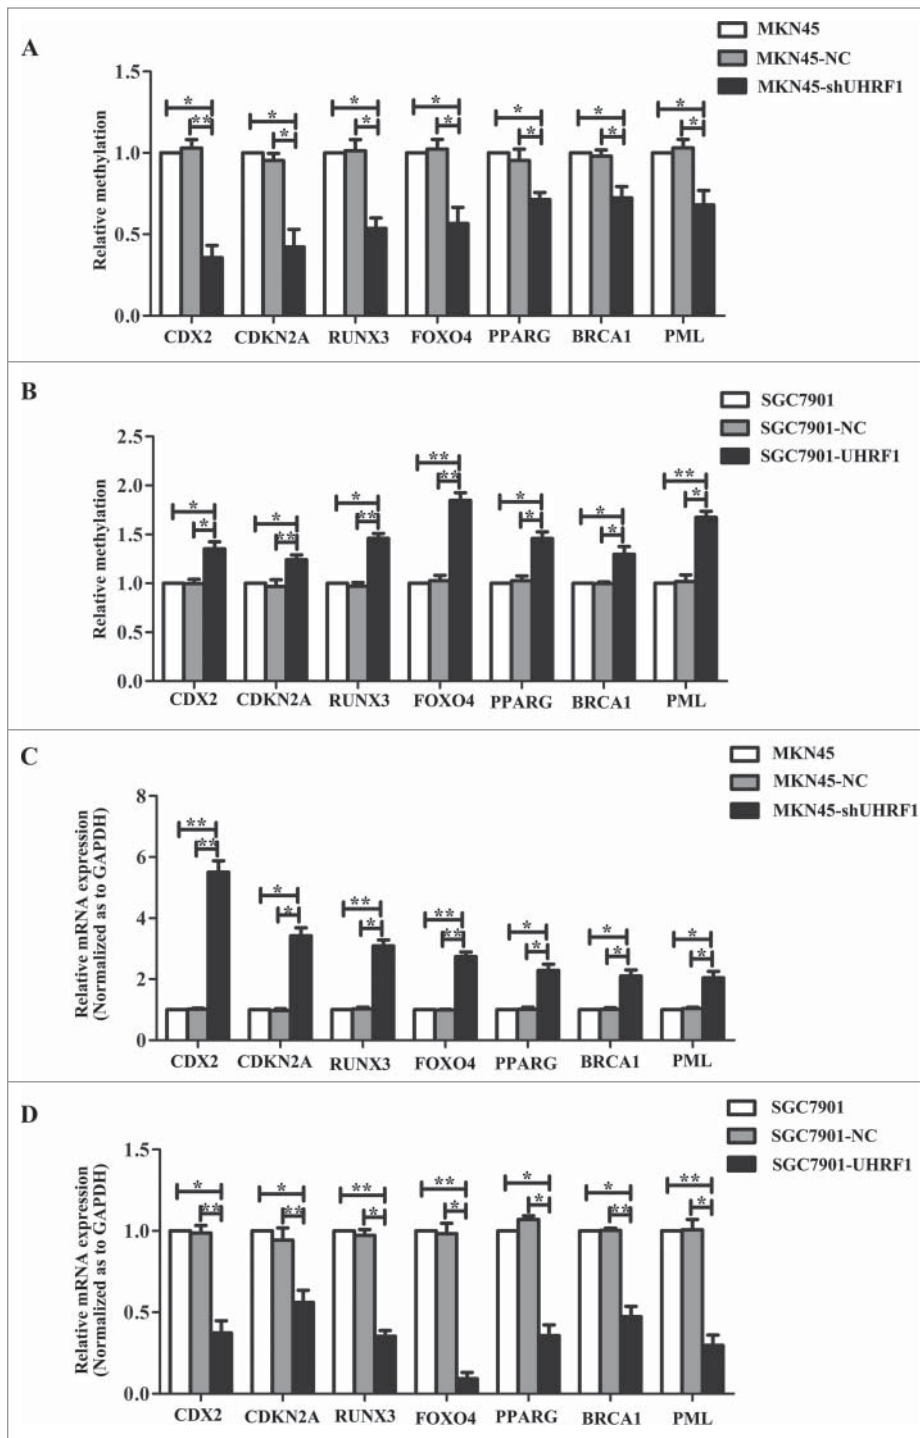 A
MKN45
MKN45-NC
MKN45-shUHRF1
Relative methylation
1.5
1.0
0.5
0.0
* ** * * * * * * * * * * * *
CDX2 CDKN2A RUNX3 FOXO4 PPARG BRCA1 PML
B
SGC7901
SGC7901-NC
SGC7901-UHRF1
Relative methylation
2.5
2.0
1.5
1.0
0.5
0.0
* * * ** * ** ** ** * * * * ** *
CDX2 CDKN2A RUNX3 FOXO4 PPARG BRCA1 PML
C
MKN45
MKN45-NC
MKN45-shUHRF1
Relative mRNA expression
(Normalized as to GAPDH)
8
6
4
2
0
** ** * * ** * ** ** * * * * * *
CDX2 CDKN2A RUNX3 FOXO4 PPARG BRCA1 PML
D
SGC7901
SGC7901-NC
SGC7901-UHRF1
Relative mRNA expression
(Normalized as to GAPDH)
1.5
1.0
0.5
0.0
* ** * ** ** * ** * * * * ** ** *
CDX2 CDKN2A RUNX3 FOXO4 PPARG BRCA1 PML